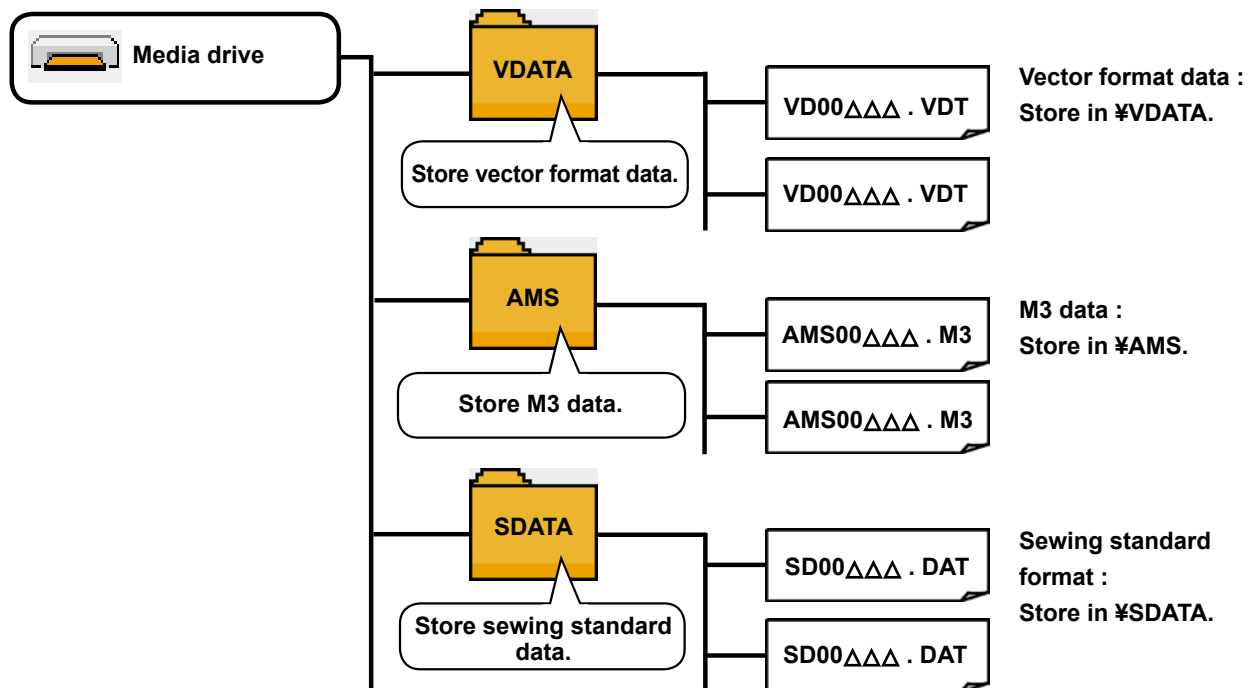 Media drive
VDATA
Store vector format data.
VD00△△△ . VDT
VD00△△△ . VDT
Vector format data :
Store in ¥VDATA.
AMS
Store M3 data.
AMS00△△△ . M3
AMS00△△△ . M3
M3 data :
Store in ¥AMS.
SDATA
Store sewing standard
data.
SD00△△△ . DAT
SD00△△△ . DAT
Sewing standard
format :
Store in ¥SDATA.